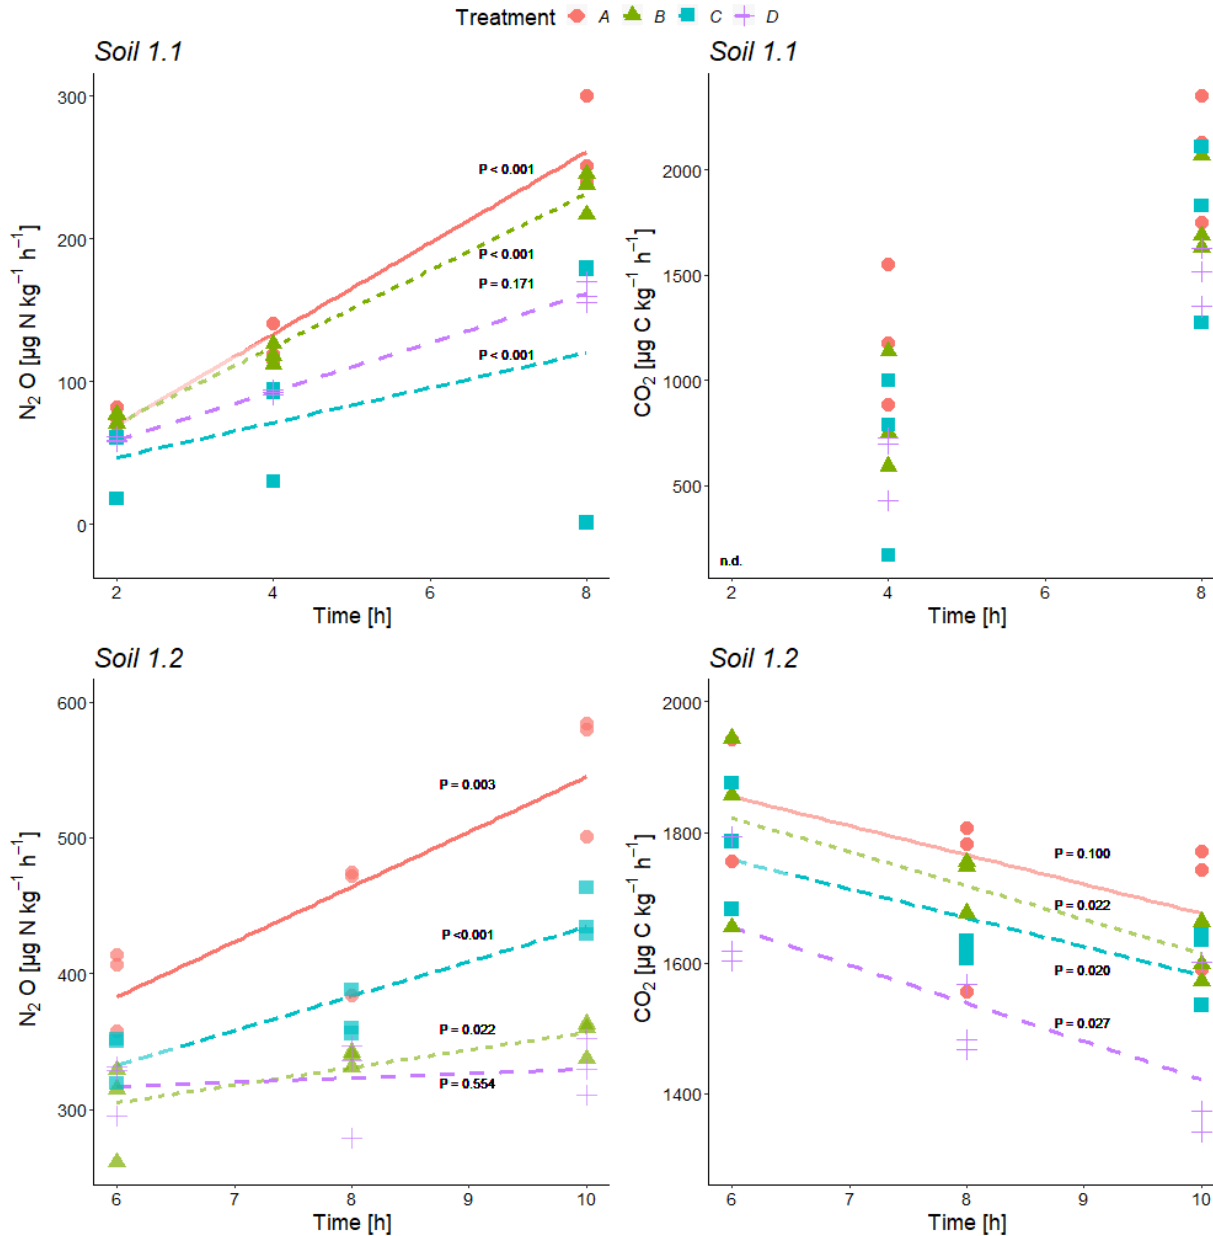 Treatment A B C D
Soil 1.1
N₂ O [µg N kg⁻¹ h⁻¹]
300
200
100
0
P < 0.001
P < 0.001
P = 0.171
P < 0.001
2 4 6 8
Time [h]
Soil 1.1
CO₂ [µg C kg⁻¹ h⁻¹]
2000
1500
1000
500
n.d.
2 4 6 8
Time [h]
Soil 1.2
N₂ O [µg N kg⁻¹ h⁻¹]
600
500
400
300
P = 0.003
P <0.001
P = 0.022
P = 0.554
6 7 8 9 10
Time [h]
Soil 1.2
CO₂ [µg C kg⁻¹ h⁻¹]
2000
1800
1600
1400
P = 0.100
P = 0.022
P = 0.020
P = 0.027
6 7 8 9 10
Time [h]